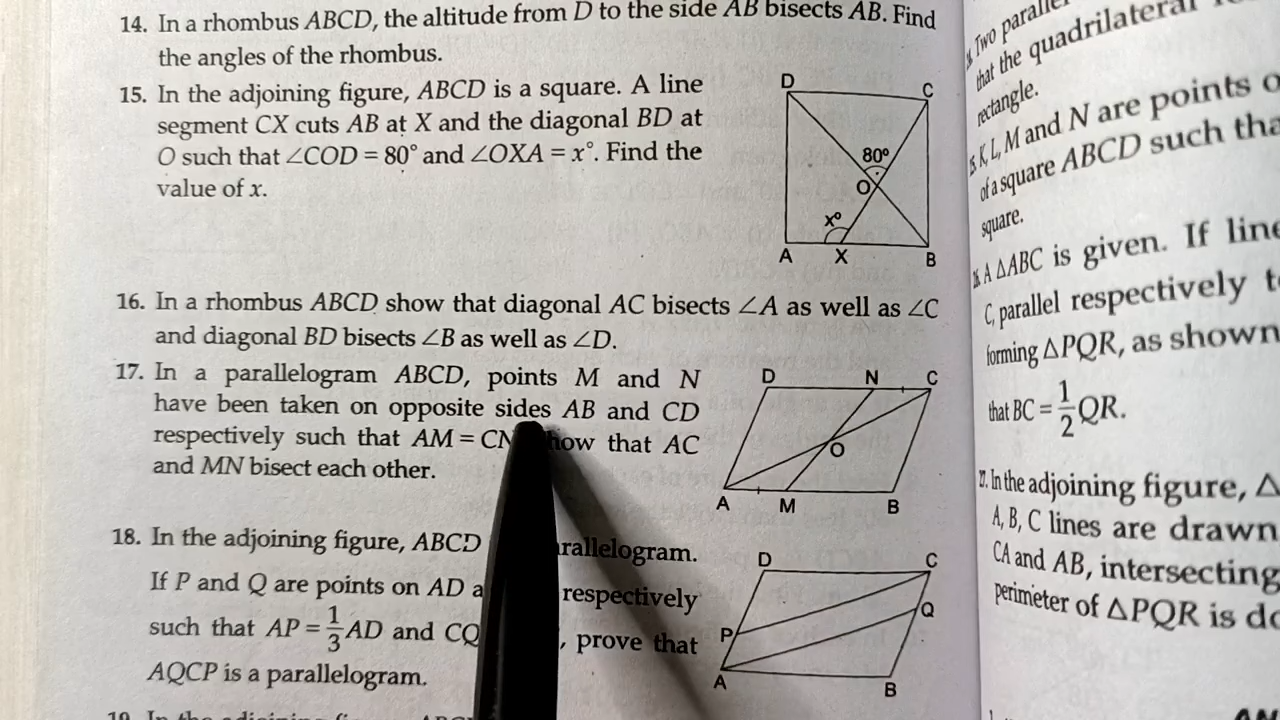 14. In a rhombus ABCD, the altitude from D to the side AB bisects AB. Find
the angles of the rhombus.
15. In the adjoining figure, ABCD is a square. A line
segment CX cuts AB at X and the diagonal BD at
O such that ∠COD = 80° and ∠OXA = x°. Find the
value of x.
D
C
80°
O
x°
A X B
16. In a rhombus ABCD show that diagonal AC bisects ∠A as well as ∠C
and diagonal BD bisects ∠B as well as ∠D.
17. In a parallelogram ABCD, points M and N
have been taken on opposite sides AB and CD
respectively such that AM = CN how that AC
and MN bisect each other.
D N C
O
A M B
18. In the adjoining figure, ABCD rallelogram.
If P and Q are points on AD a respectively
such that AP = 1/3 AD and CQ , prove that
AQCP is a parallelogram.
D C
Q
P
A B
Two paralle
that the quadrilateral
rectangle.
K, L, M and N are points o
of a square ABCD such tha
square.
A ΔABC is given. If line
C, parallel respectively t
forming ΔPQR, as shown
that BC = 1/2 QR.
27. In the adjoining figure, Δ
A, B, C lines are drawn
CA and AB, intersecting
perimeter of ΔPQR is do